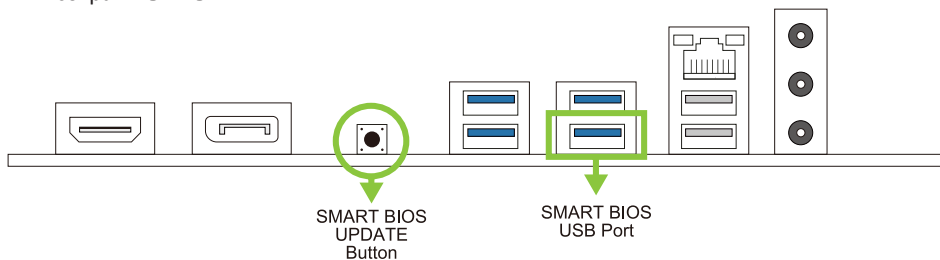 SMART BIOS
UPDATE
Button
SMART BIOS
USB Port